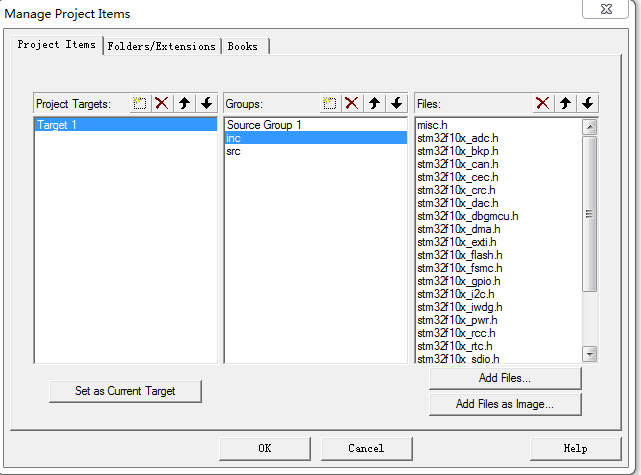 Manage Project Items
Project Items
Folders/Extensions
Books
Project Targets:
Groups:
Files:
Target 1
Source Group 1
inc
src
misc.h
stm32f10x_adc.h
stm32f10x_bkp.h
stm32f10x_can.h
stm32f10x_cec.h
stm32f10x_crc.h
stm32f10x_dac.h
stm32f10x_dbgmcu.h
stm32f10x_dma.h
stm32f10x_exti.h
stm32f10x_flash.h
stm32f10x_fsmc.h
stm32f10x_gpio.h
stm32f10x_i2c.h
stm32f10x_iwdg.h
stm32f10x_pwr.h
stm32f10x_rcc.h
stm32f10x_rtc.h
stm32f10x_sdio.h
Set as Current Target
Add Files...
Add Files as Image...
OK
Cancel
Help